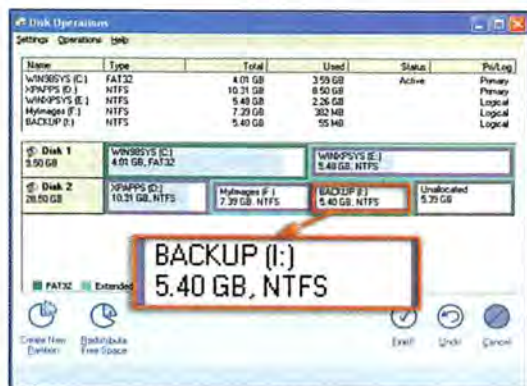 Disk Operations
Settings Operations Help
Name Type Total Used Status Pri/Log
WIN98SYS (C:) FAT32 4.01 GB 3.59 GB Active Primary
XPAPPS (D:) NTFS 10.31 GB 8.50 GB Primary
WINXPSYS (E:) NTFS 5.48 GB 2.26 GB Logical
MyImages (F:) NTFS 7.39 GB 382 MB Logical
BACKUP (I:) NTFS 5.40 GB 55 MB Logical
Disk 1
9.50 GB
WIN98SYS (C:)
4.01 GB, FAT32
WINXPSYS (E:)
5.48 GB, NTFS
Disk 2
28.50 GB
XPAPPS (D:)
10.31 GB, NTFS
MyImages (F:)
7.39 GB, NTFS
BACKUP (I:)
5.40 GB, NTFS
Unallocated
5.39 GB
BACKUP (I:)
5.40 GB, NTFS
FAT32 Extended
Create New
Partition
Redistribute
Free Space
Finish
Undo
Cancel